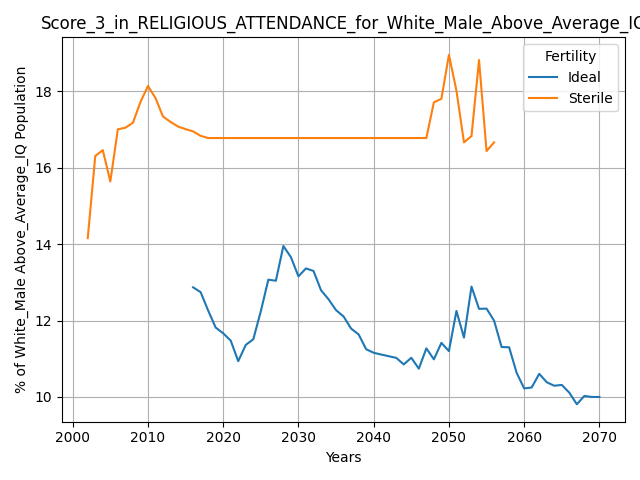 Score_3_in_RELIGIOUS_ATTENDANCE_for_White_Male_Above_Average_IQ
Fertility
Ideal
Sterile
% of White_Male Above_Average_IQ Population
18
16
14
12
10
2000 2010 2020 2030 2040 2050 2060 2070
Years